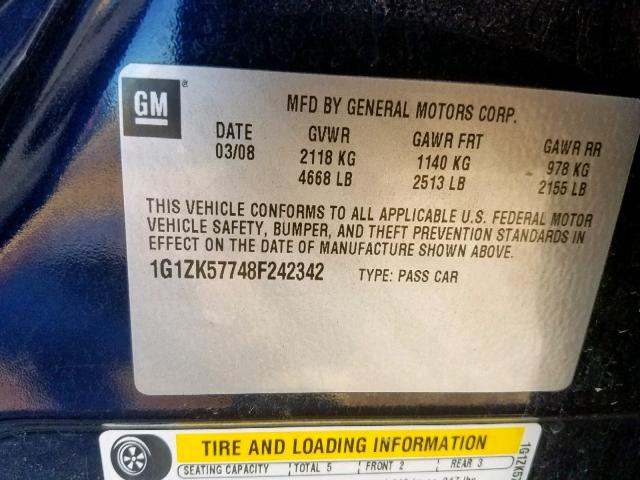 GM ®
MFD BY GENERAL MOTORS CORP.
DATE GVWR GAWR FRT GAWR RR
03/08 2118 KG 1140 KG 978 KG
4668 LB 2513 LB 2155 LB
THIS VEHICLE CONFORMS TO ALL APPLICABLE U.S. FEDERAL MOTOR
VEHICLE SAFETY, BUMPER, AND THEFT PREVENTION STANDARDS IN
EFFECT ON THE DATE OF MANUFACTURE SHOWN ABOVE.
1G1ZK57748F242342 TYPE: PASS CAR
TIRE AND LOADING INFORMATION
SEATING CAPACITY TOTAL 5 FRONT 2 REAR 3